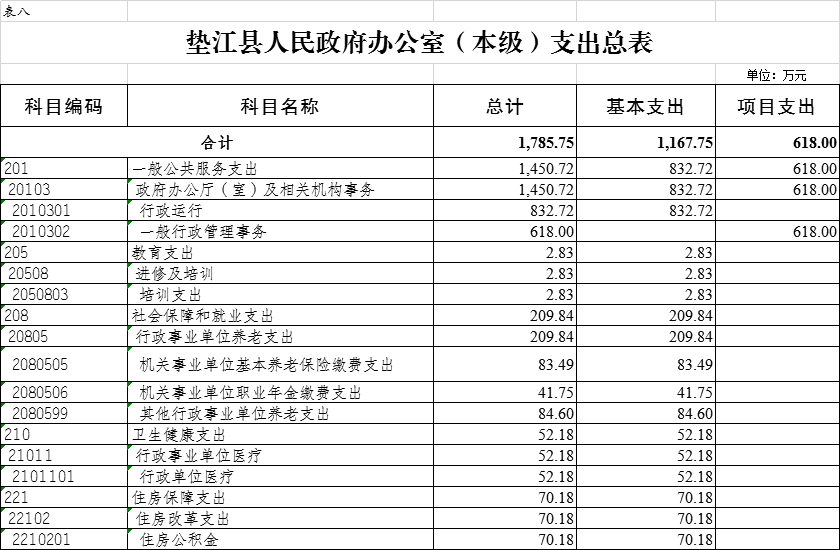 表八
垫江县人民政府办公室（本级）支出总表
单位：万元
科目编码 科目名称 总计 基本支出 项目支出
合计 1,785.75 1,167.75 618.00
201 一般公共服务支出 1,450.72 832.72 618.00
20103 政府办公厅（室）及相关机构事务 1,450.72 832.72 618.00
2010301 行政运行 832.72 832.72
2010302 一般行政管理事务 618.00 618.00
205 教育支出 2.83 2.83
20508 进修及培训 2.83 2.83
2050803 培训支出 2.83 2.83
208 社会保障和就业支出 209.84 209.84
20805 行政事业单位养老支出 209.84 209.84
2080505 机关事业单位基本养老保险缴费支出 83.49 83.49
2080506 机关事业单位职业年金缴费支出 41.75 41.75
2080599 其他行政事业单位养老支出 84.60 84.60
210 卫生健康支出 52.18 52.18
21011 行政事业单位医疗 52.18 52.18
2101101 行政单位医疗 52.18 52.18
221 住房保障支出 70.18 70.18
22102 住房改革支出 70.18 70.18
2210201 住房公积金 70.18 70.18